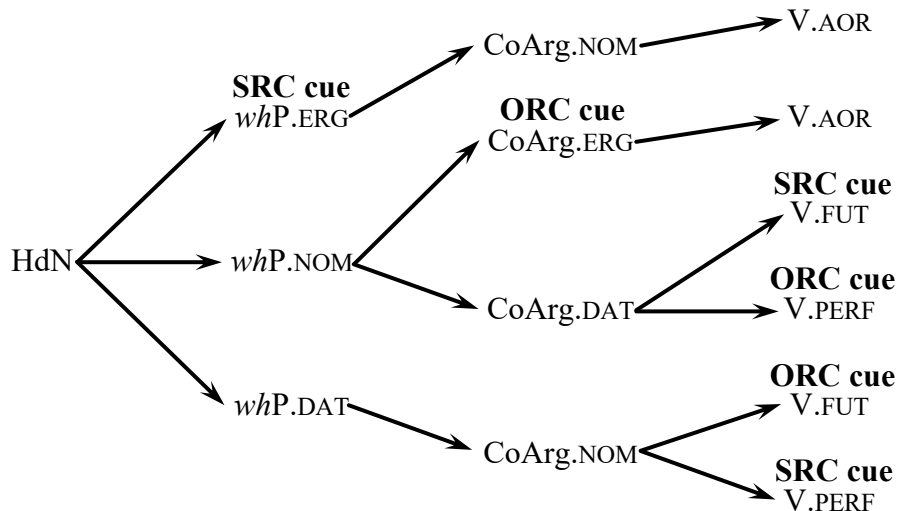 V.AOR
CoArg.NOM
SRC cue
whP.ERG
ORC cue
CoArg.ERG
V.AOR
SRC cue
V.FUT
HdN
whP.NOM
ORC cue
CoArg.DAT
V.PERF
ORC cue
whP.DAT
V.FUT
CoArg.NOM
SRC cue
V.PERF